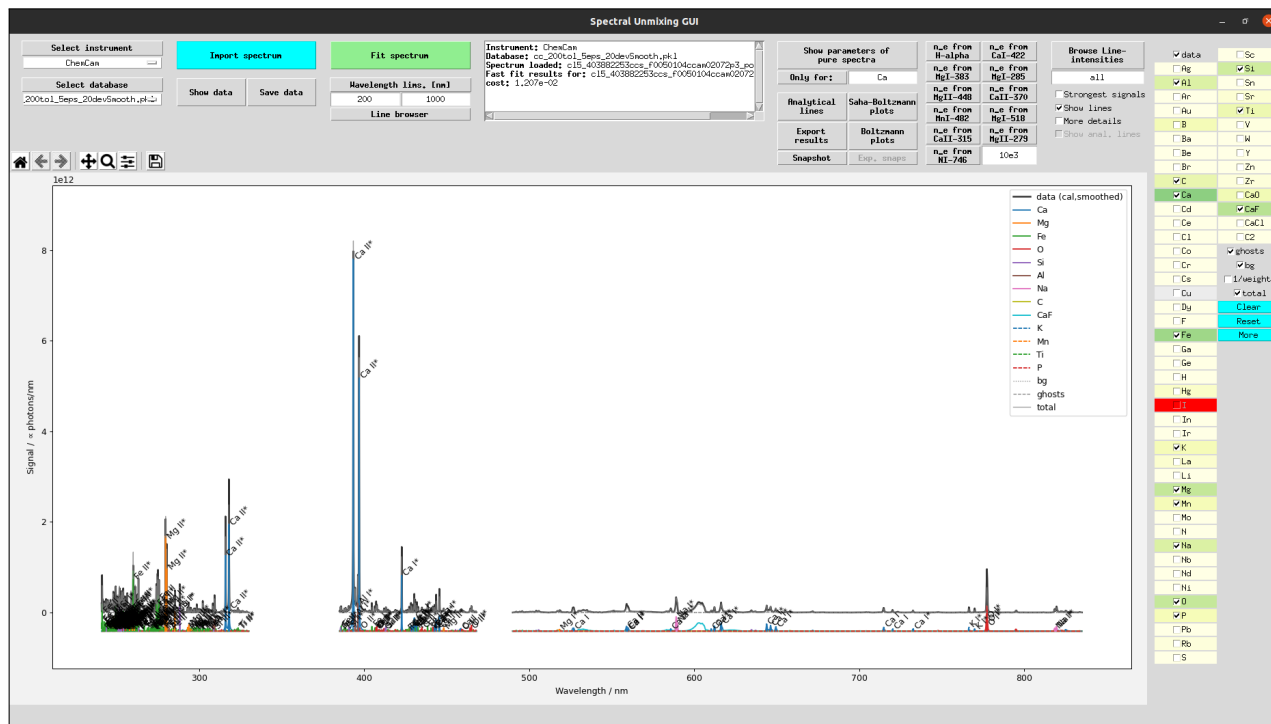 Spectral Unmixing GUI
Select instrument
ChemCam
Select database
_200tol_5eps_20devSmooth.pk
Import spectrum
Show data
Save data
Fit spectrum
Wavelength lims. [nm]
200
1000
Line browser
Instrument: ChemCam
Database: cc_200tol_5eps_20devSmooth.pkl
Spectrum loaded: cl5_403882253ccs_f0050104ccam02072p3_po
Fast fit results for: cl5_403882253ccs_f0050104ccam02072
cost: 1.207e-02
Show parameters of
pure spectra
Only for:
Ca
Analytical
lines
Saha-Boltzmann
plots
Export
results
Boltzmann
plots
Snapshot
Exp. snaps
n_e from
H-alpha
n_e from
CaI-422
n_e from
MgI-383
n_e from
MgI-285
n_e from
MgII-448
n_e from
CaII-370
n_e from
MnI-482
n_e from
MgI-518
n_e from
CaII-315
n_e from
MgII-279
n_e from
NI-746
10e3
Browse Line-
intensities
all
Strongest signals
Show lines
More details
Show anal. lines
data
Ag
Al
Ar
Au
B
Ba
Be
Br
C
Ca
Cd
Ce
Cl
Co
Cr
Cs
Cu
Dy
F
Fe
Ga
Ge
H
Hg
I
In
Ir
K
La
Li
Mg
Mn
Mo
N
Na
Nb
Nd
Ni
O
P
Pb
Rb
S
Sc
Si
Sn
Sr
Ti
V
W
Y
Zn
Zr
CaO
CaF
CaCl
C2
ghosts
bg
1/weight
total
Clear
Reset
More
1e12
8
6
4
2
0
Signal / ∝ photons/nm
300
400
500
600
700
800
Wavelength / nm
data (cal,smoothed)
Ca
Mg
Fe
O
Si
Al
Na
C
CaF
K
Mn
Ti
P
bg
ghosts
total
Ca II*
Ca II*
Ca II*
Ca II*
Mg II*
Mg II*
Fe II*
Ca I*
Ca II*
Mg I
Ca I
Ca I
Ca I*
Ca I
Ca I
Ca I*